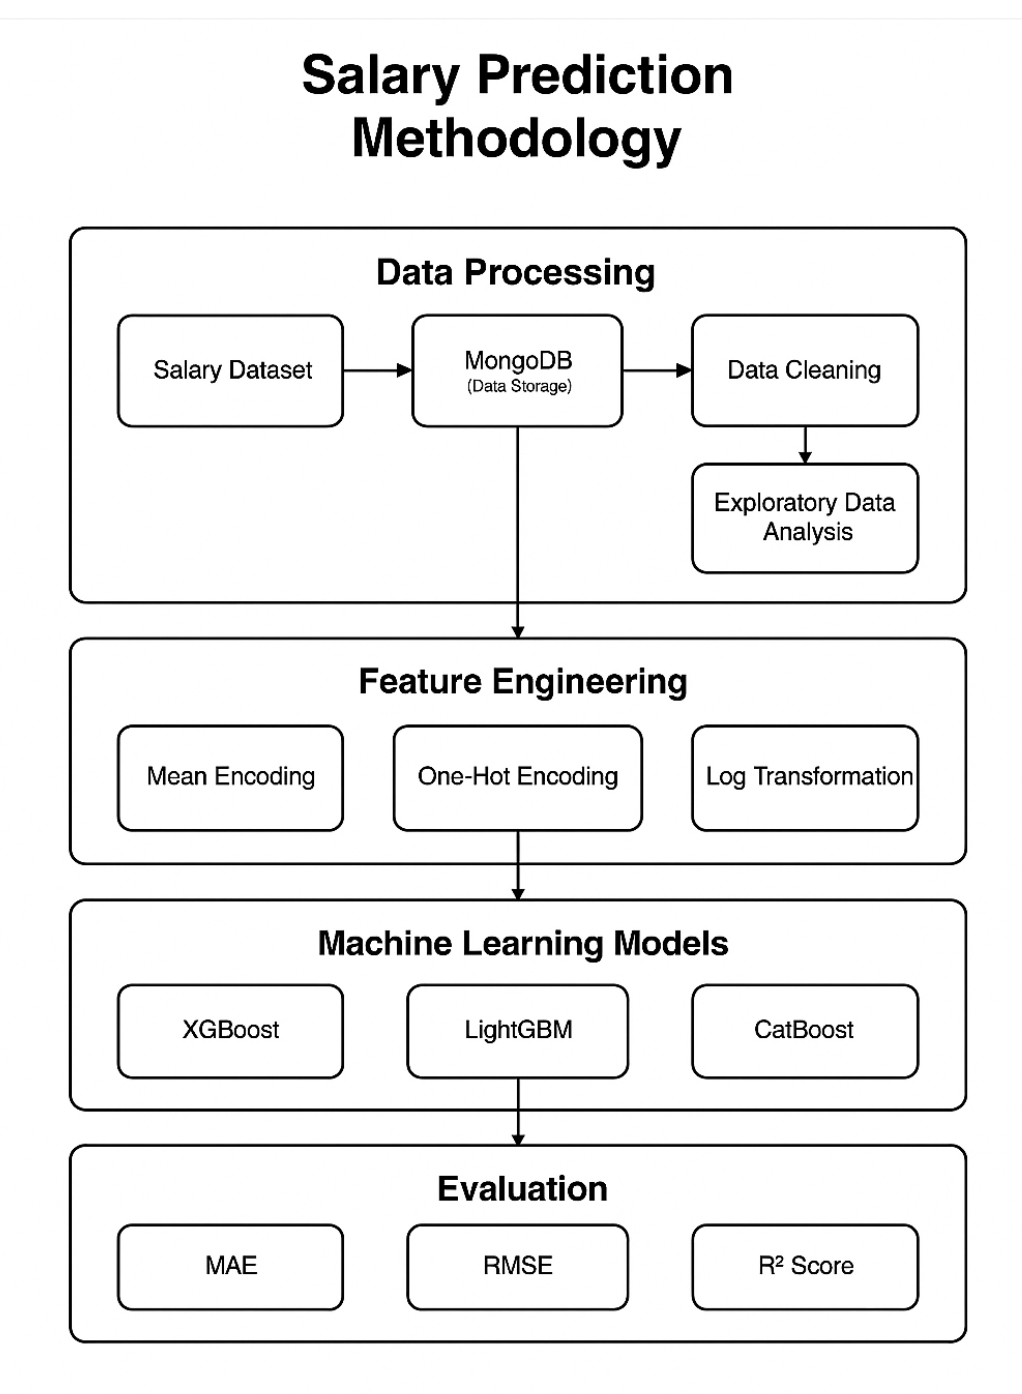 Salary Prediction
Methodology
Data Processing
Salary Dataset
MongoDB
(Data Storage)
Data Cleaning
Exploratory Data
Analysis
Feature Engineering
Mean Encoding
One-Hot Encoding
Log Transformation
Machine Learning Models
XGBoost
LightGBM
CatBoost
Evaluation
MAE
RMSE
R² Score